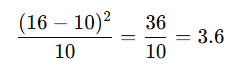 (16 – 10)² / 10 = 36 / 10 = 3.6